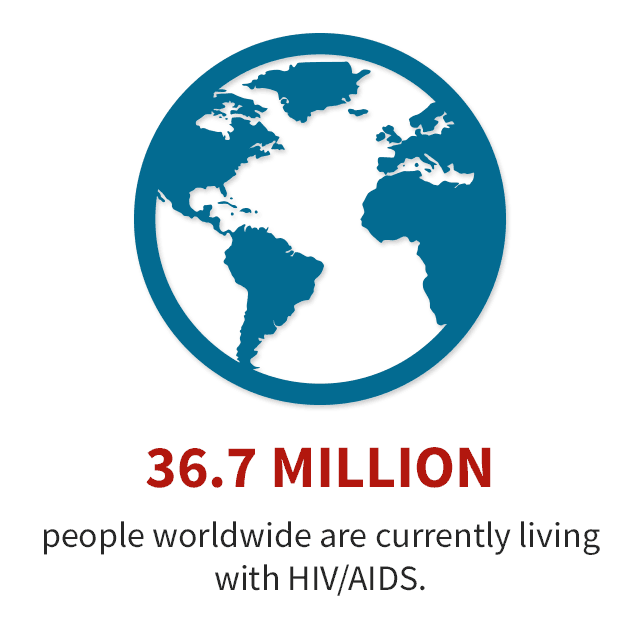 36.7 MILLION
people worldwide are currently living
with HIV/AIDS.